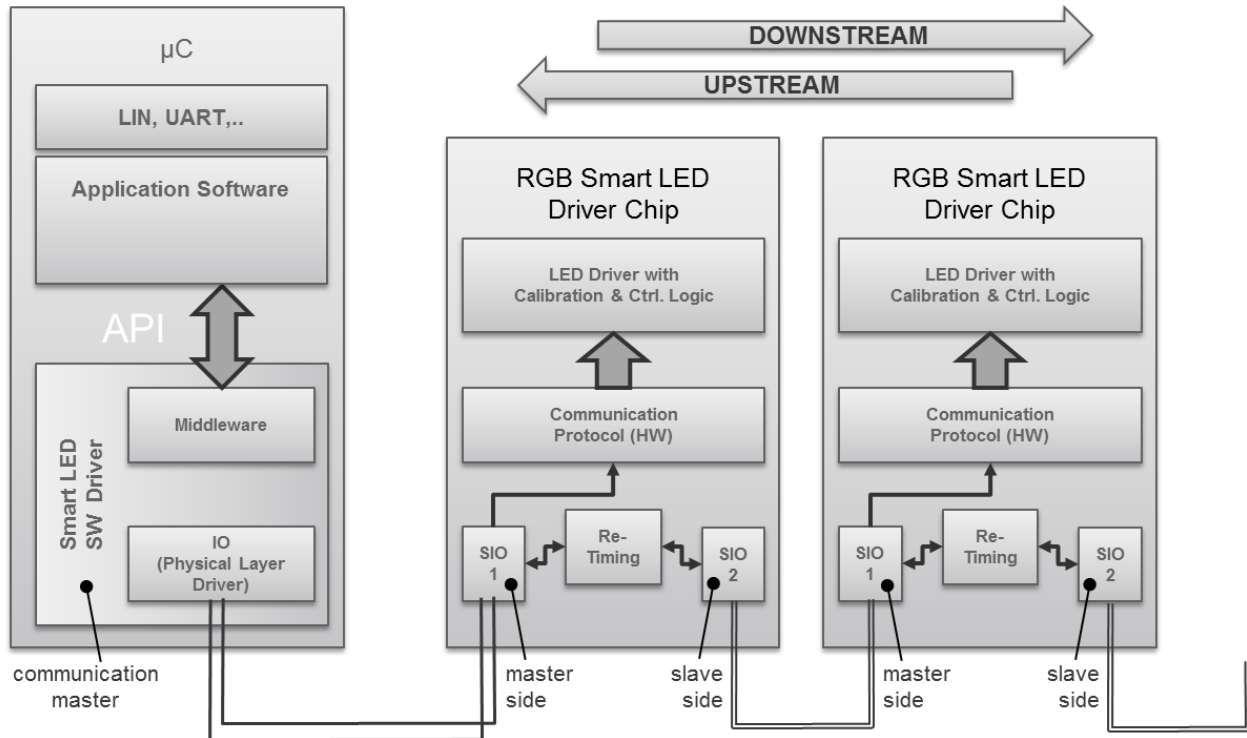 µC
LIN, UART,..
Application Software
API
Middleware
Smart LED
SW Driver
IO
(Physical Layer
Driver)
communication
master
DOWNSTREAM
UPSTREAM
RGB Smart LED
Driver Chip
LED Driver with
Calibration & Ctrl. Logic
Communication
Protocol (HW)
SIO
1
Re-
Timing
SIO
2
master
side
slave
side
RGB Smart LED
Driver Chip
LED Driver with
Calibration & Ctrl. Logic
Communication
Protocol (HW)
SIO
1
Re-
Timing
SIO
2
master
side
slave
side